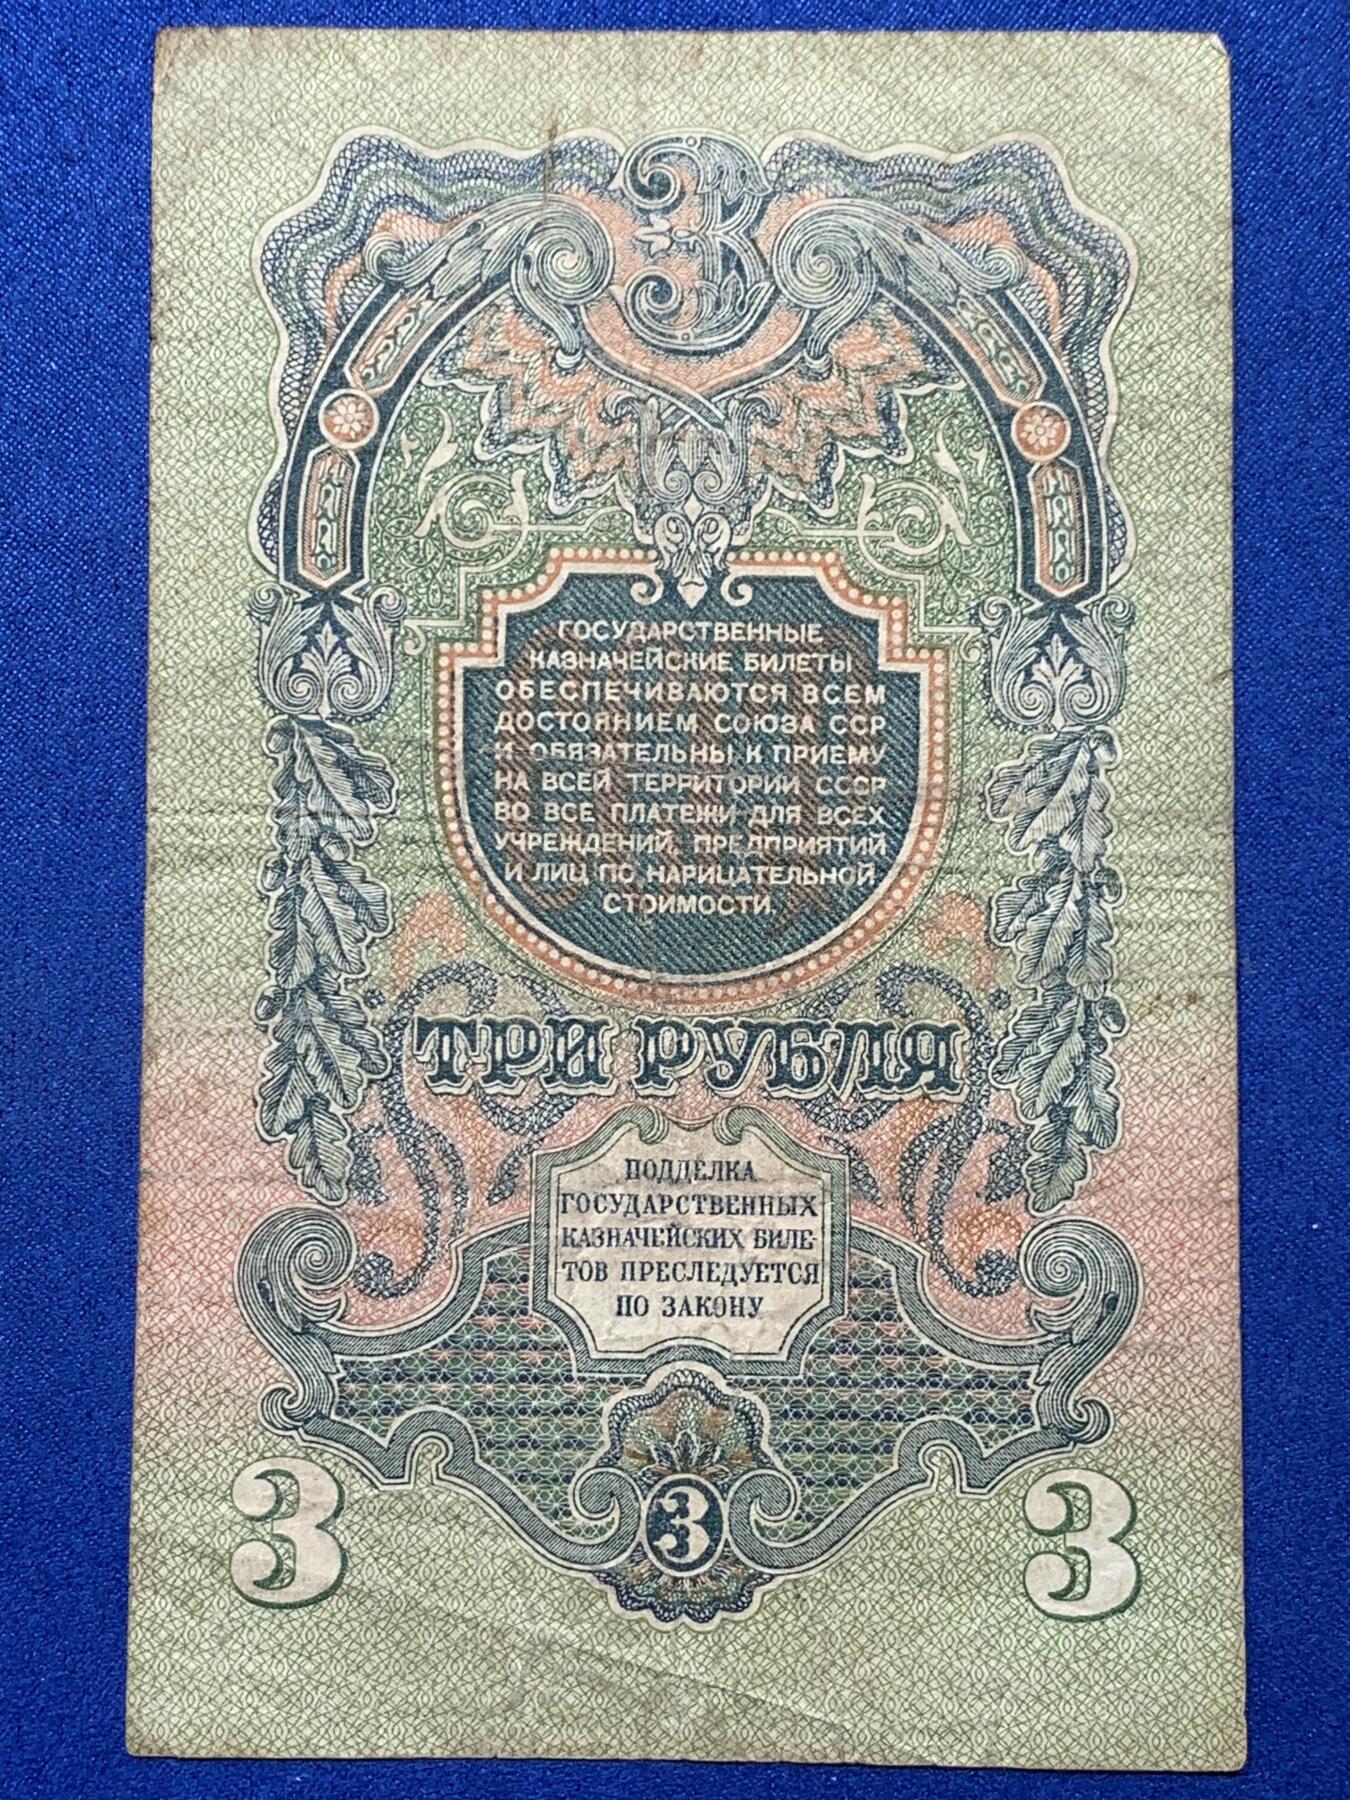 3
ГОСУДАРСТВЕННЫЕ
КАЗНАЧЕЙСКИЕ БИЛЕТЫ
ОБЕСПЕЧИВАЮТСЯ ВСЕМ
ДОСТОЯНИЕМ СОЮЗА ССР
И ОБЯЗАТЕЛЬНЫ К ПРИЕМУ
НА ВСЕЙ ТЕРРИТОРИИ СССР
ВО ВСЕ ПЛАТЕЖИ ДЛЯ ВСЕХ
УЧРЕЖДЕНИЙ, ПРЕДПРИЯТИЙ
И ЛИЦ ПО НАРИЦАТЕЛЬНОЙ
СТОИМОСТИ.
ТРИ РУБЛЯ
ПОДДЕЛКА
ГОСУДАРСТВЕННЫХ
КАЗНАЧЕЙСКИХ БИЛЕ-
ТОВ ПРЕСЛЕДУЕТСЯ
ПО ЗАКОНУ
3 3 3